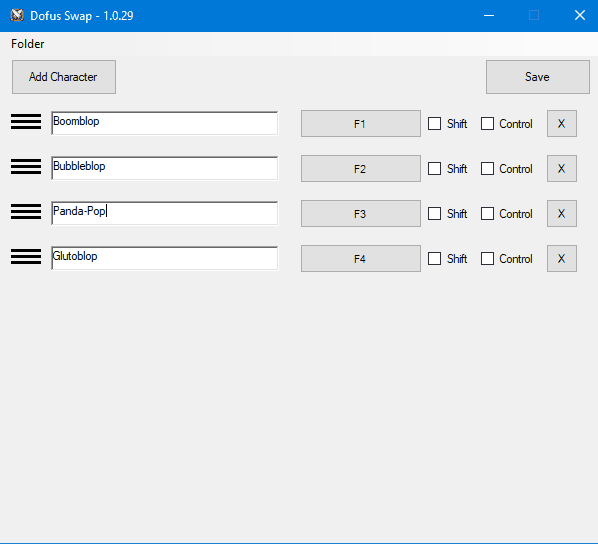 Dofus Swap - 1.0.29
Folder
Add Character Save
Boomblop F1 Shift Control X
Bubbleblop F2 Shift Control X
Panda-Pop F3 Shift Control X
Glutoblop F4 Shift Control X